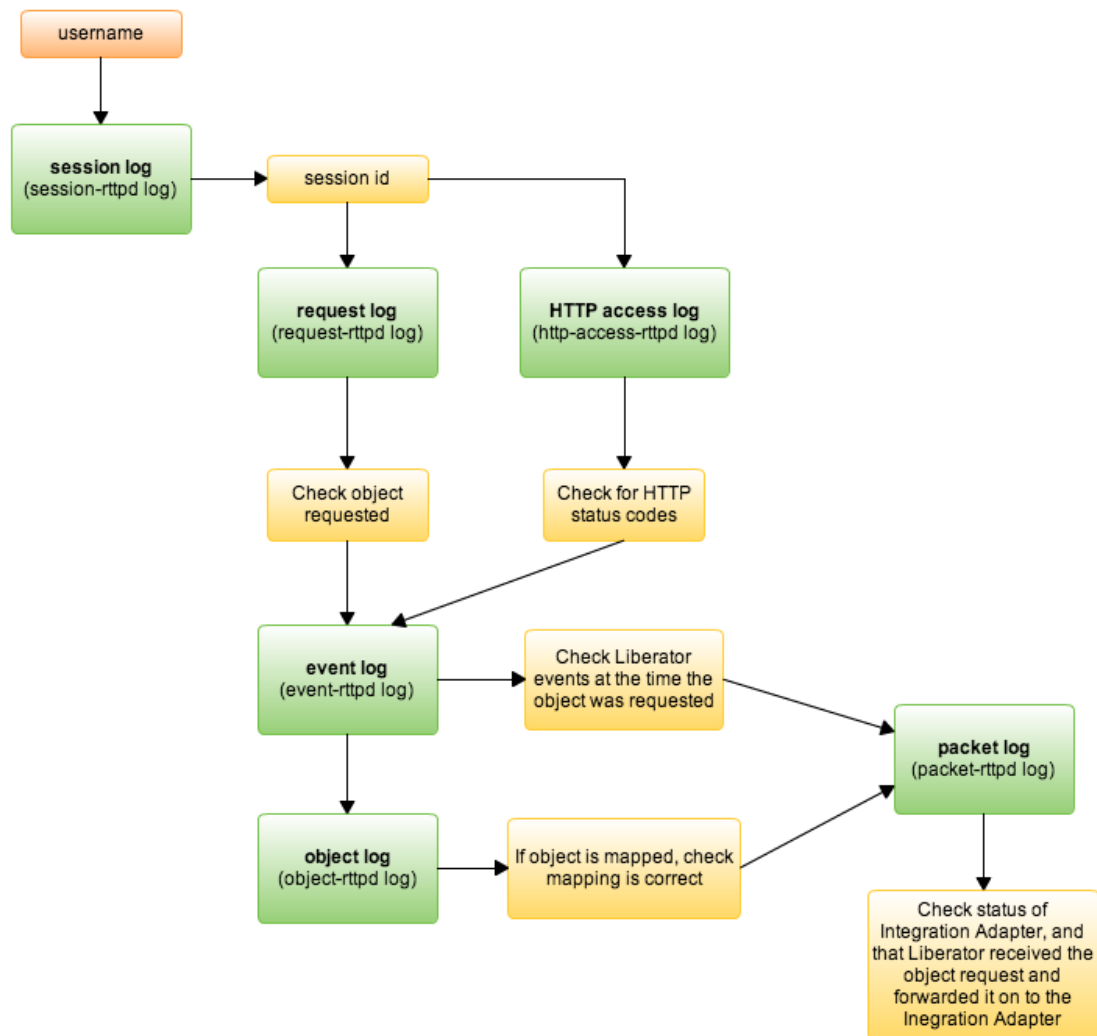 username
session log
(session-rttpd log)
session id
request log
(request-rttpd log)
HTTP access log
(http-access-rttpd log)
Check object
requested
Check for HTTP
status codes
event log
(event-rttpd log)
Check Liberator
events at the time the
object was requested
packet log
(packet-rttpd log)
object log
(object-rttpd log)
If object is mapped, check
mapping is correct
Check status of
Integration Adapter, and
that Liberator received the
object request and
forwarded it on to the
Inegration Adapter